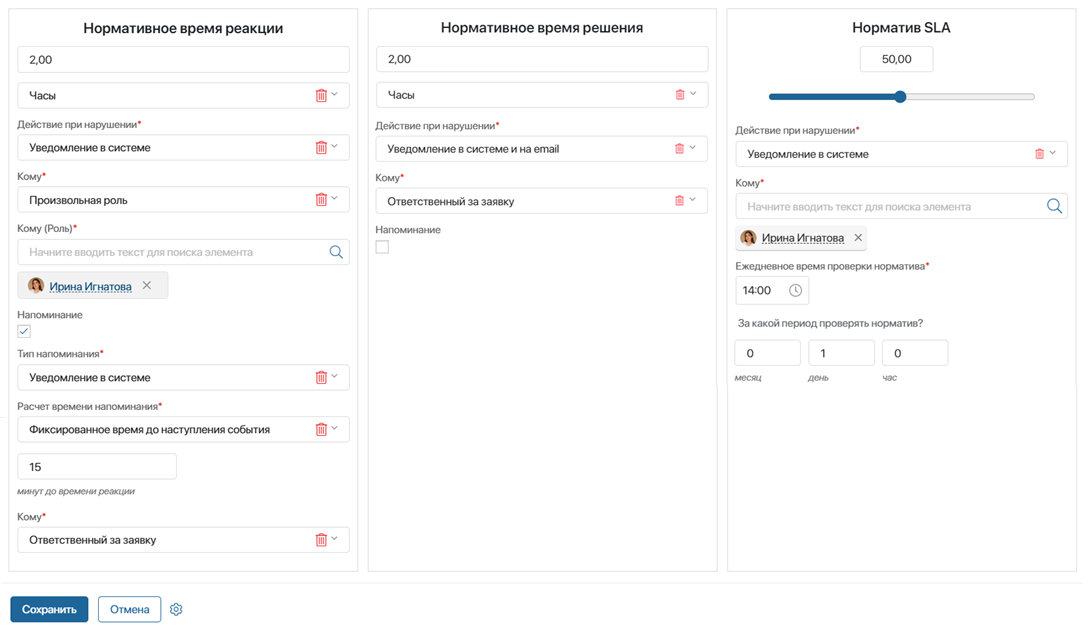 Нормативное время реакции
2,00
Часы
Действие при нарушении*
Уведомление в системе
Кому*
Произвольная роль
Кому (Роль)*
Начните вводить текст для поиска элемента
Ирина Игнатова
Напоминание
Тип напоминания*
Уведомление в системе
Расчет времени напоминания*
Фиксированное время до наступления события
15
минут до времени реакции
Кому*
Ответственный за заявку
Нормативное время решения
2,00
Часы
Действие при нарушении*
Уведомление в системе и на email
Кому*
Ответственный за заявку
Напоминание
Норматив SLA
50,00
Действие при нарушении*
Уведомление в системе
Кому*
Начните вводить текст для поиска элемента
Ирина Игнатова
Ежедневное время проверки норматива*
14:00
За какой период проверять норматив?
0 1 0
месяц день час
Сохранить Отмена